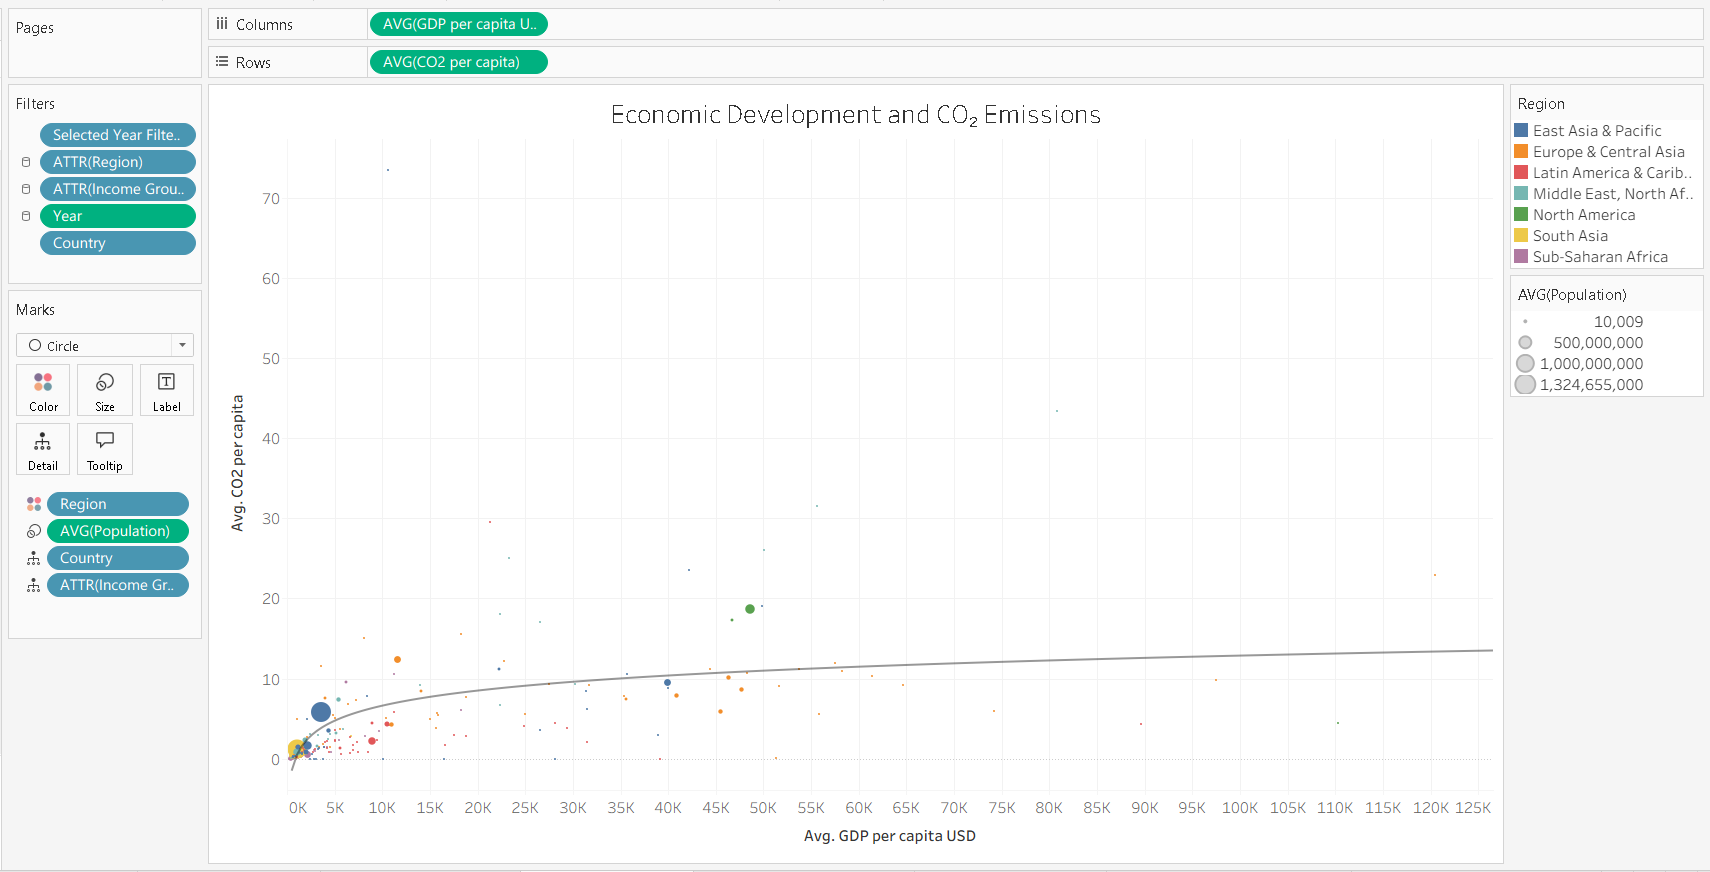 Pages
Columns
AVG(GDP per capita U..
Rows
AVG(CO2 per capita)
Filters
Selected Year Filte..
ATTR(Region)
ATTR(Income Grou..
Year
Country
Marks
Circle
Color
Size
Label
Detail
Tooltip
Region
AVG(Population)
Country
ATTR(Income Gr..
Economic Development and CO₂ Emissions
Avg. CO2 per capita
70
60
50
40
30
20
10
0
0K 5K 10K 15K 20K 25K 30K 35K 40K 45K 50K 55K 60K 65K 70K 75K 80K 85K 90K 95K 100K 105K 110K 115K 120K 125K
Avg. GDP per capita USD
Region
East Asia & Pacific
Europe & Central Asia
Latin America & Carib..
Middle East, North Af..
North America
South Asia
Sub-Saharan Africa
AVG(Population)
10,009
500,000,000
1,000,000,000
1,324,655,000